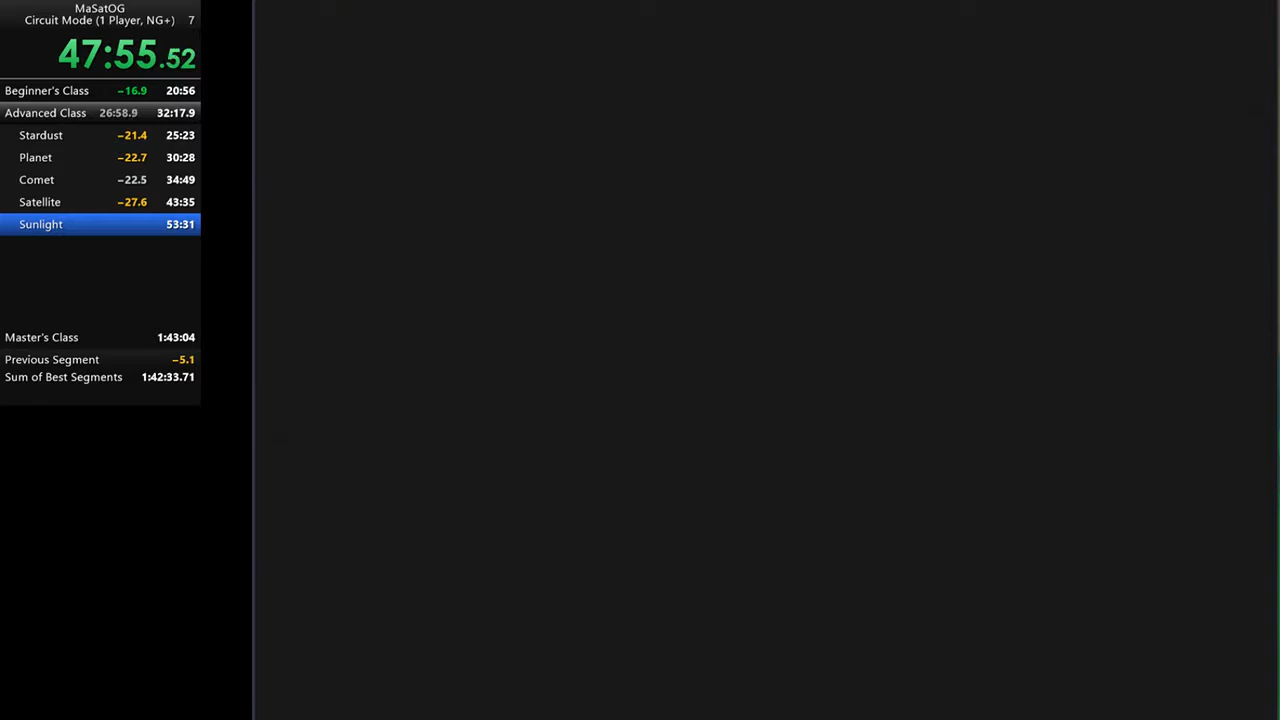 MaSatOG
Circuit Mode (1 Player, NG+) 7
47:55.52
Beginner's Class −16.9 20:56
Advanced Class 26:58.9 32:17.9
Stardust −21.4 25:23
Planet −22.7 30:28
Comet −22.5 34:49
Satellite −27.6 43:35
Sunlight 53:31
Master's Class 1:43:04
Previous Segment −5.1
Sum of Best Segments 1:42:33.71